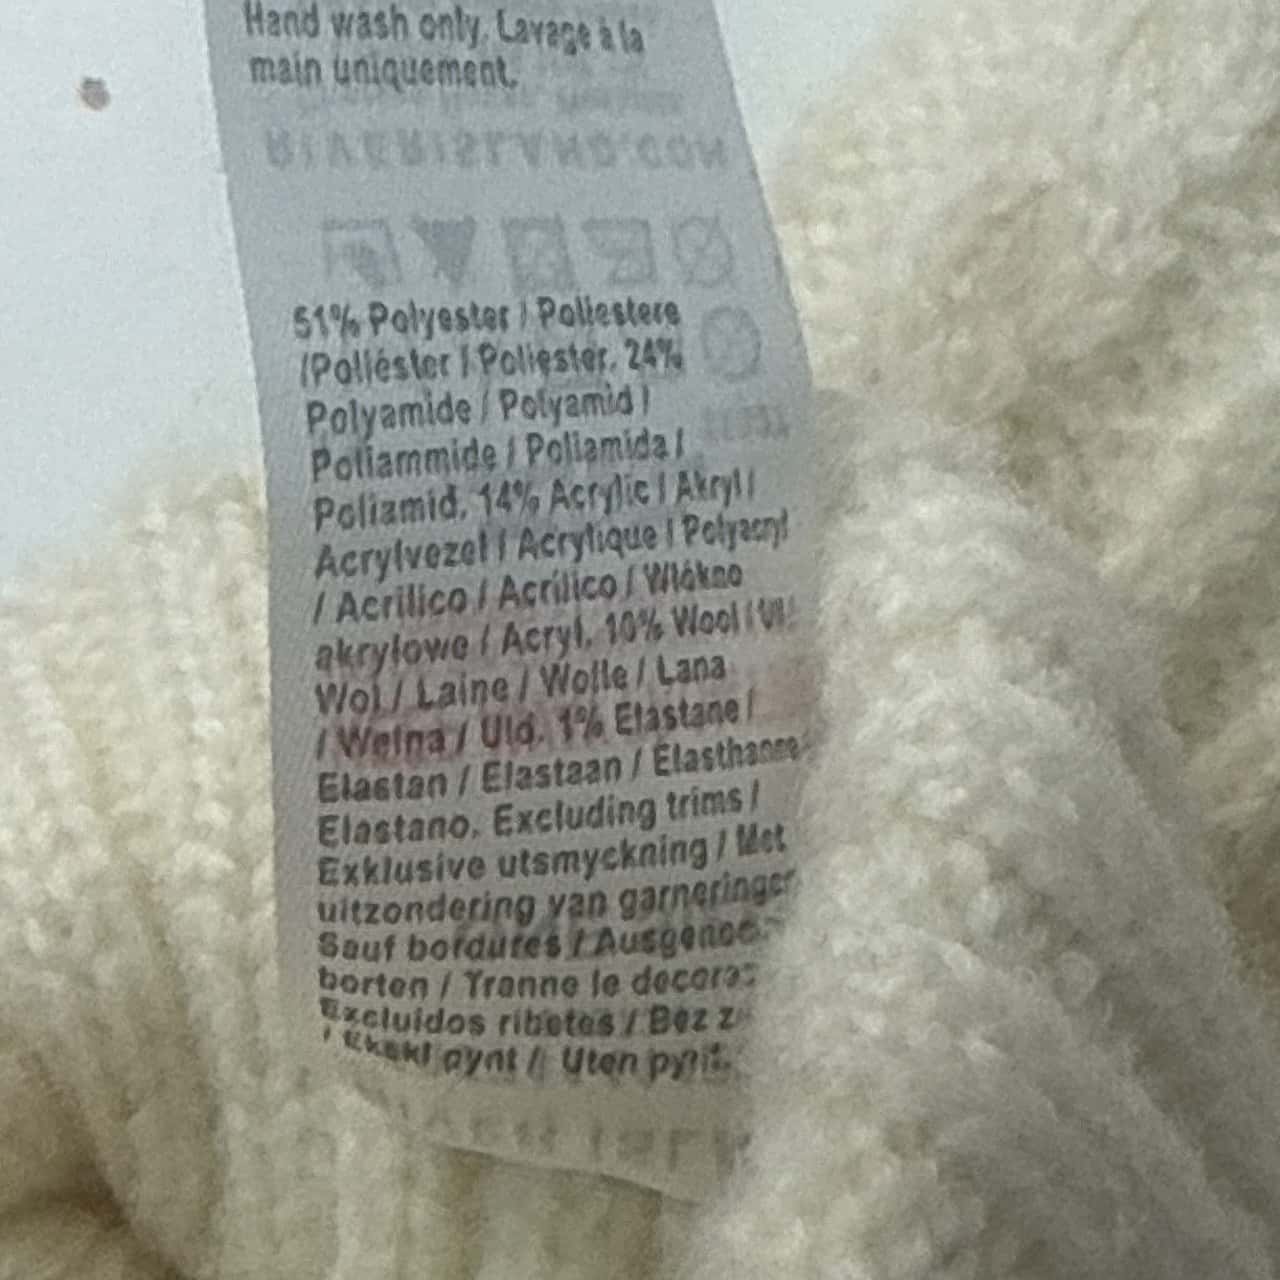 Hand wash only. Lavage à la
main uniquement.
51% Polyester / Poliestere
/Poliéster / Poliester, 24%
Polyamide / Polyamid /
Poliammide / Poliamida /
Poliamid, 14% Acrylic / Akryl /
Acrylvezel / Acrylique / Polyacryl
/ Acrilico / Acrílico / Włókno
akrylowe / Acryl, 10% Wool /
Wol / Laine / Wolle / Lana
/ Wełna / Uld, 1% Elastane /
Elastan / Elastaan / Elasthanne
Elastano, Excluding trims /
Exklusive utsmyckning / Met
uitzondering van garneringen
Sauf bordures /
borten / Tranne le
Excluidos ribetes / Bez
/ Ekskl pynt / Uten pynt.